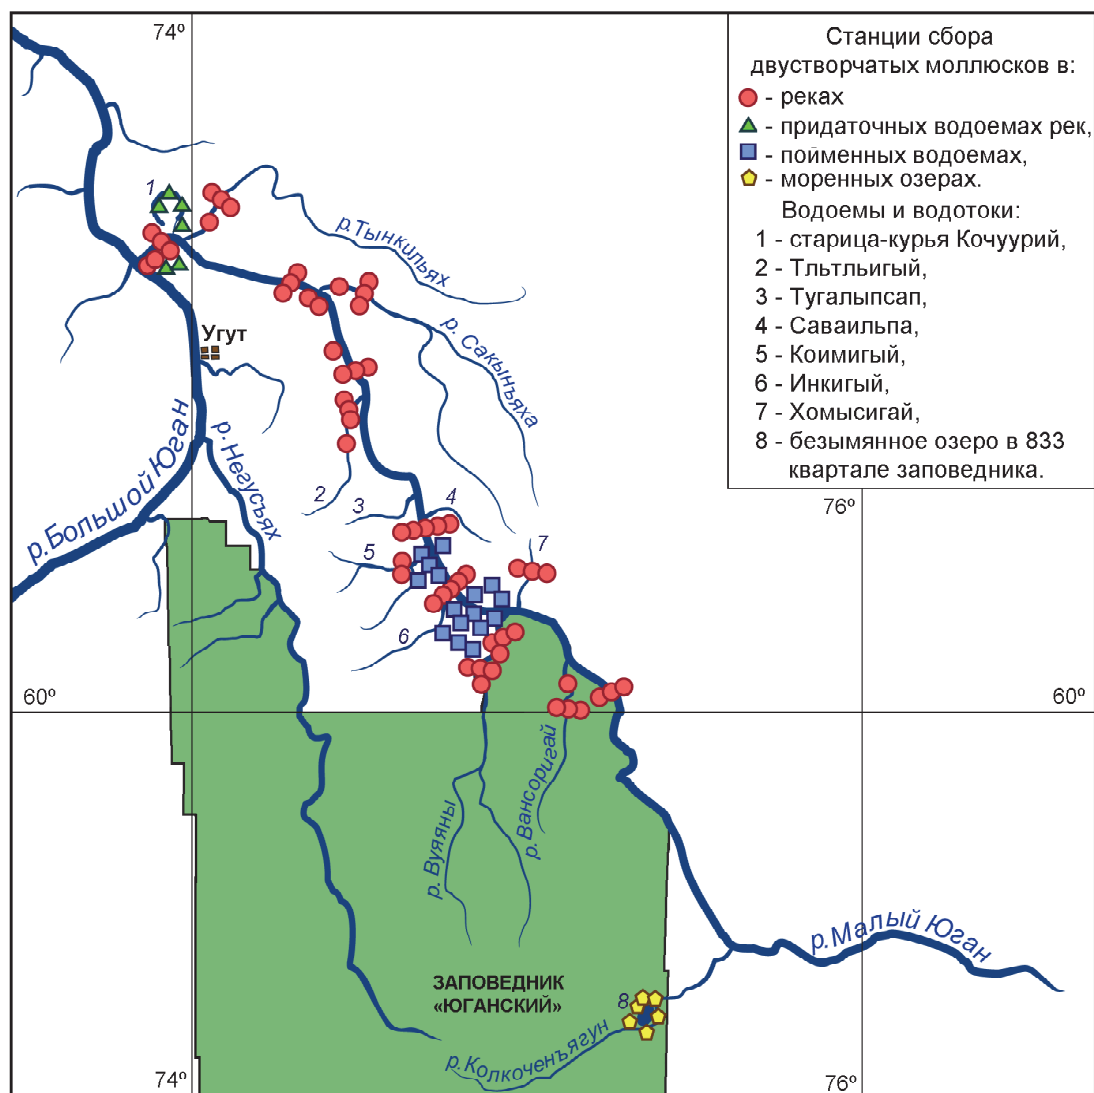 74º
Станции сбора
двустворчатых моллюсков в:
- реках
- придаточных водоемах рек,
- пойменных водоемах,
- моренных озерах.
Водоемы и водотоки:
1 - старица-курья Кочуурий,
2 - Тльтльигый,
3 - Тугалыпсап,
4 - Саваильпа,
5 - Коимигый,
6 - Инкигый,
7 - Хомысигай,
8 - безымянное озеро в 833
квартале заповедника.
1
р.Тынкильях
Угут
р. Сакынъяха
р.Большой Юган
р.Негусъях
2
3
4
76º
5
7
6
60º
60º
р. Вуяяны
р.Вансоригай
р.Малый Юган
ЗАПОВЕДНИК
«ЮГАНСКИЙ»
8
р.Колкоченъягун
74º
76º